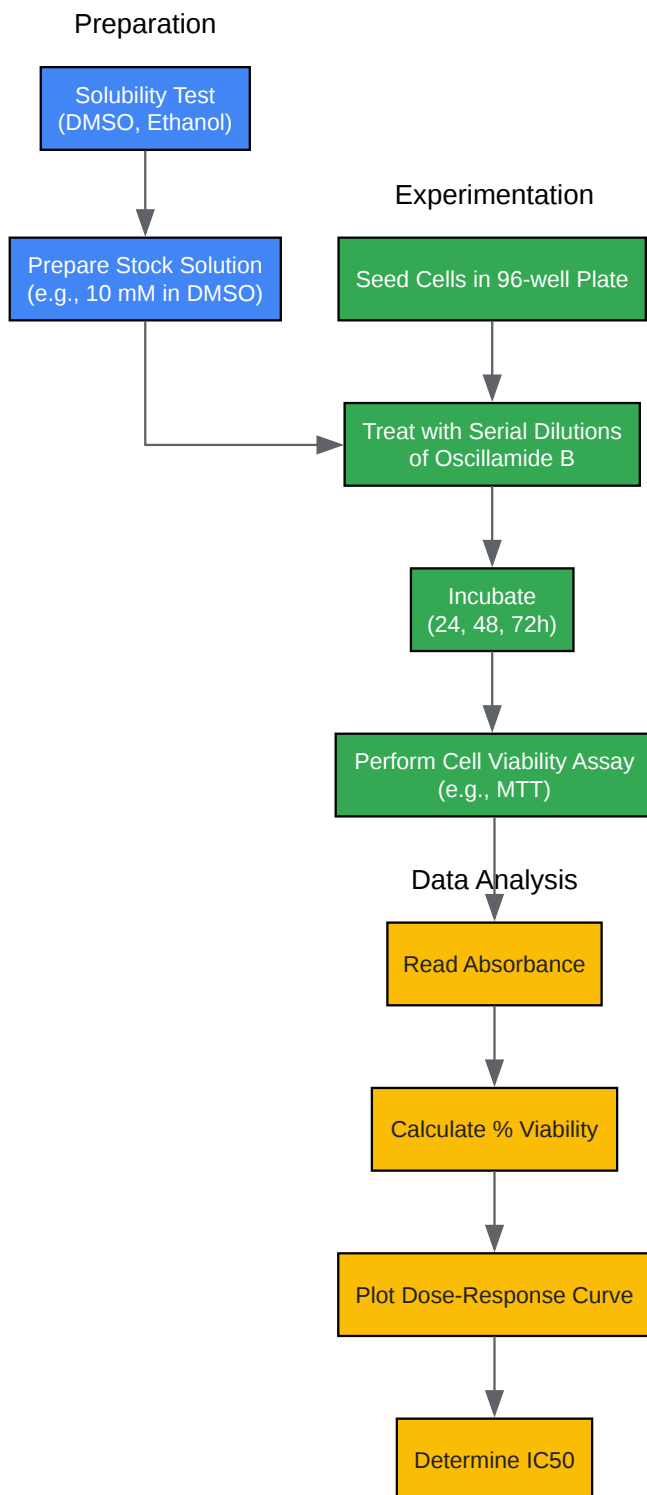 Preparation
Solubility Test
(DMSO, Ethanol)
Prepare Stock Solution
(e.g., 10 mM in DMSO)
Experimentation
Seed Cells in 96-well Plate
Treat with Serial Dilutions
of Oscillamide B
Incubate
(24, 48, 72h)
Perform Cell Viability Assay
(e.g., MTT)
Data Analysis
Read Absorbance
Calculate % Viability
Plot Dose-Response Curve
Determine IC50